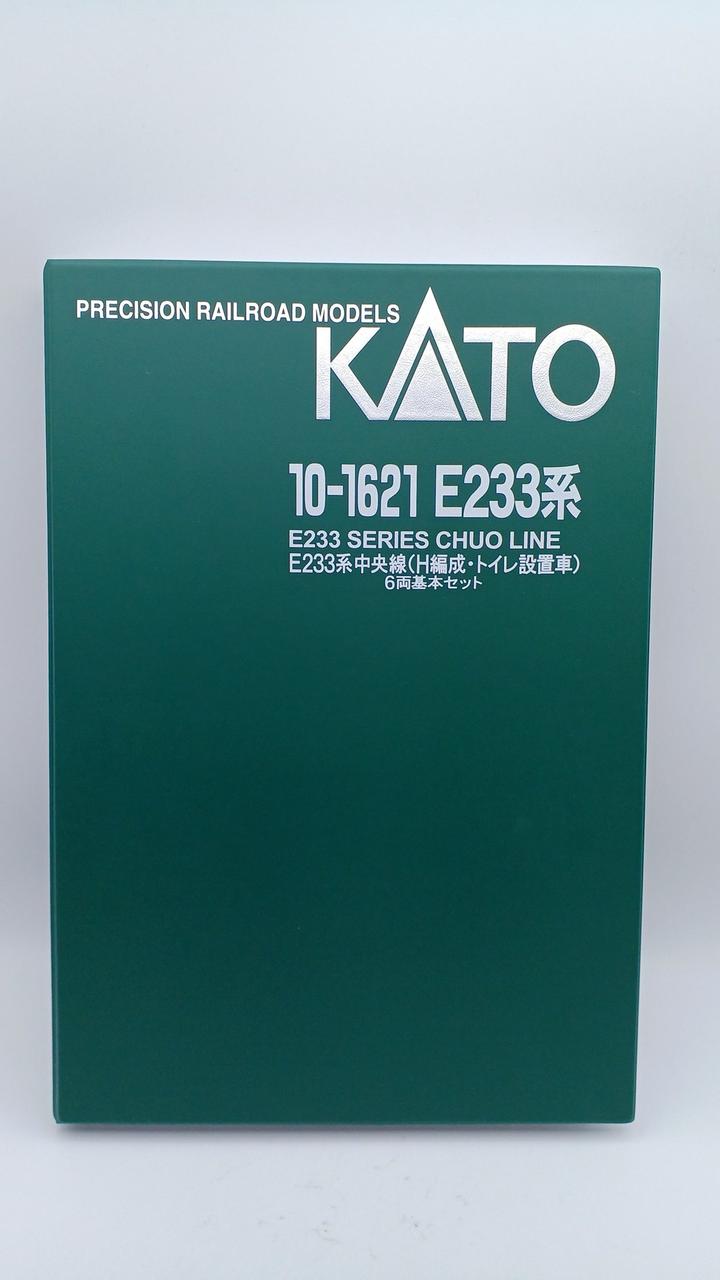 PRECISION RAILROAD MODELS
KATO
10-1621 E233系
E233 SERIES CHUO LINE
E233系中央線(H編成・トイレ設置車)
6両基本セット